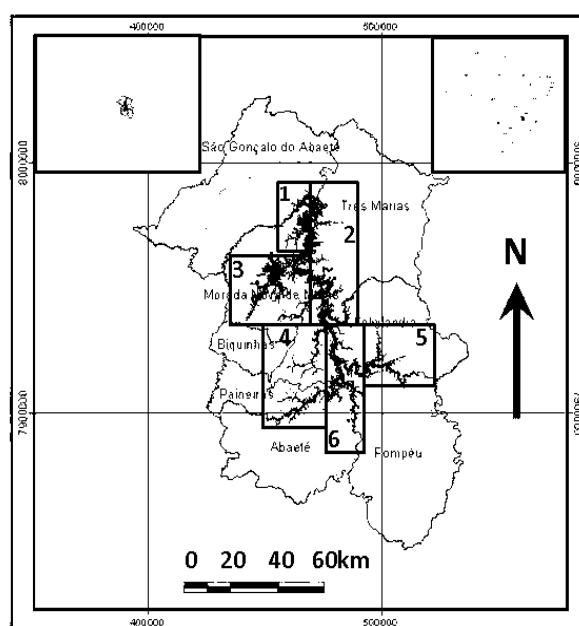 400000 500000
São Gonçalo do Abaeté
8000000
1
Três Marias
2
N
3
Morada Nova de
4
5
Biquinhas
Paineiras
7900000 7900000
6
Abaeté
Pompéu
0 20 40 60km
400000 500000